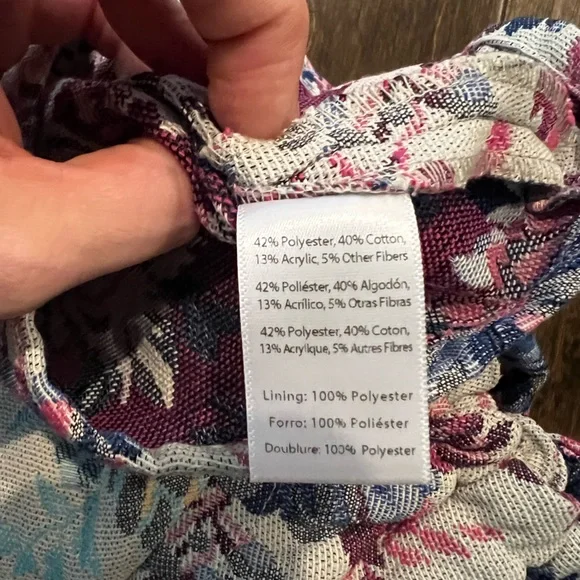 42% Polyester, 40% Cotton,
13% Acrylic, 5% Other Fibers
42% Poliéster, 40% Algodón,
13% Acrílico, 5% Otras Fibras
42% Polyester, 40% Coton,
13% Acrylique, 5% Autres Fibres
Lining: 100% Polyester
Forro: 100% Poliéster
Doublure: 100% Polyester